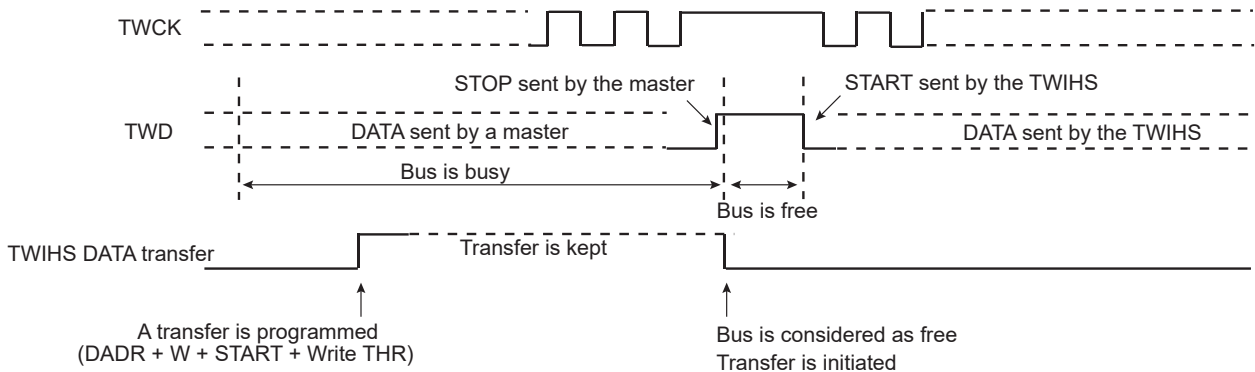 TWCK
STOP sent by the master
START sent by the TWIHS
TWD
DATA sent by a master
DATA sent by the TWIHS
Bus is busy
Bus is free
TWIHS DATA transfer
Transfer is kept
A transfer is programmed
(DADR + W + START + Write THR)
Bus is considered as free
Transfer is initiated